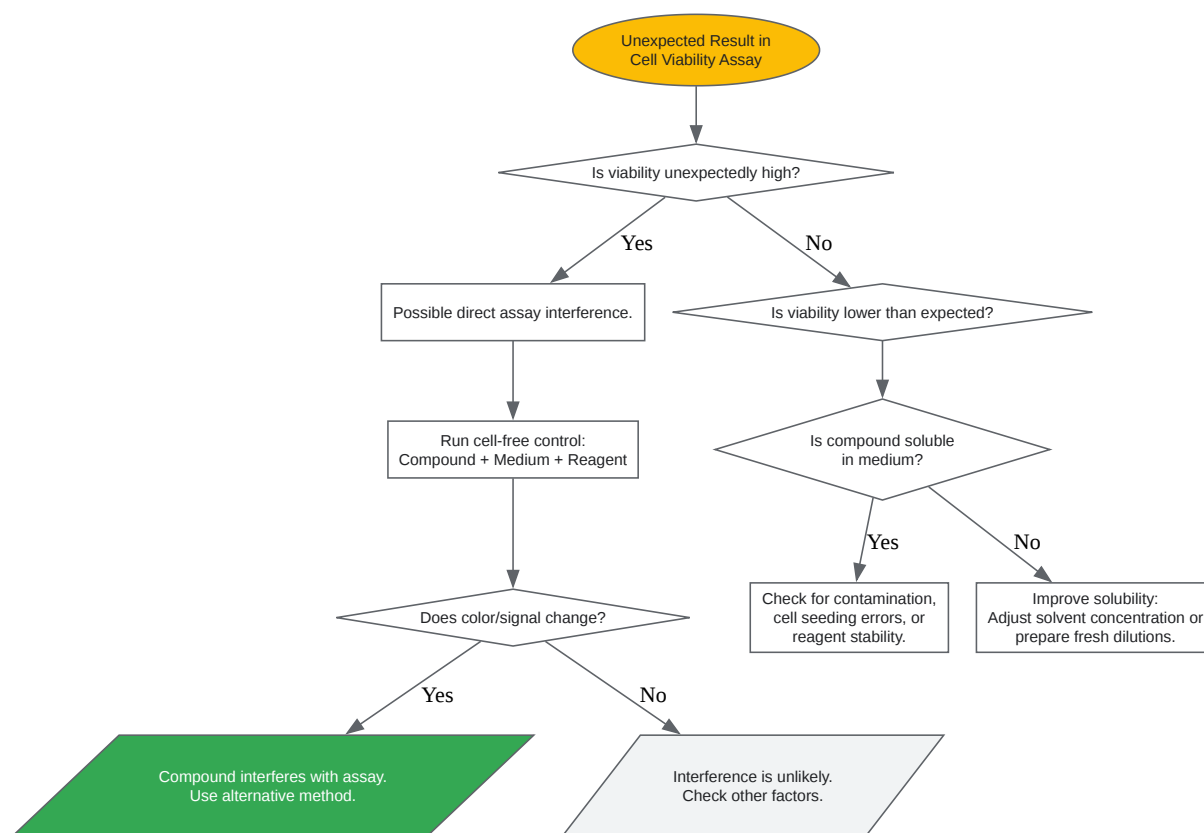 Unexpected Result in
Cell Viability Assay
Is viability unexpectedly high?
Yes
No
Possible direct assay interference.
Is viability lower than expected?
Run cell-free control:
Compound + Medium + Reagent
Is compound soluble
in medium?
Yes
No
Check for contamination,
cell seeding errors, or
reagent stability.
Improve solubility:
Adjust solvent concentration or
prepare fresh dilutions.
Does color/signal change?
Yes
No
Compound interferes with assay.
Use alternative method.
Interference is unlikely.
Check other factors.